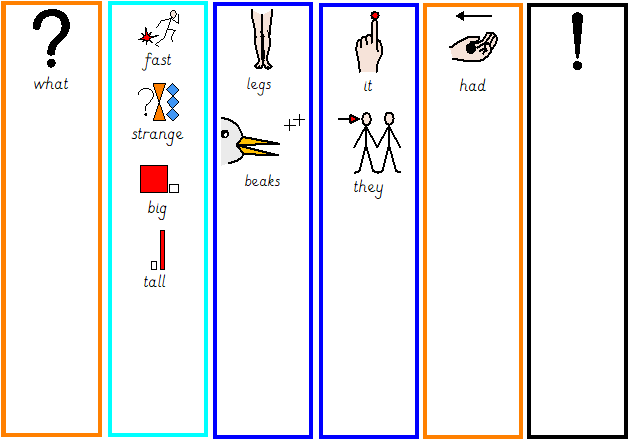 ?
what
fast
?
strange
big
tall
legs
beaks
it
they
had
!